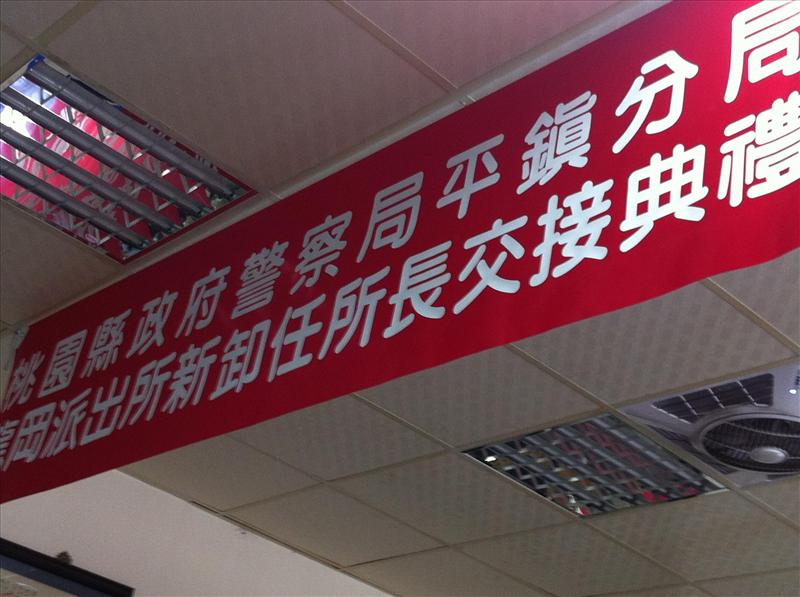 桃園縣政府警察局平鎮分局
龍岡派出所新卸任所長交接典禮